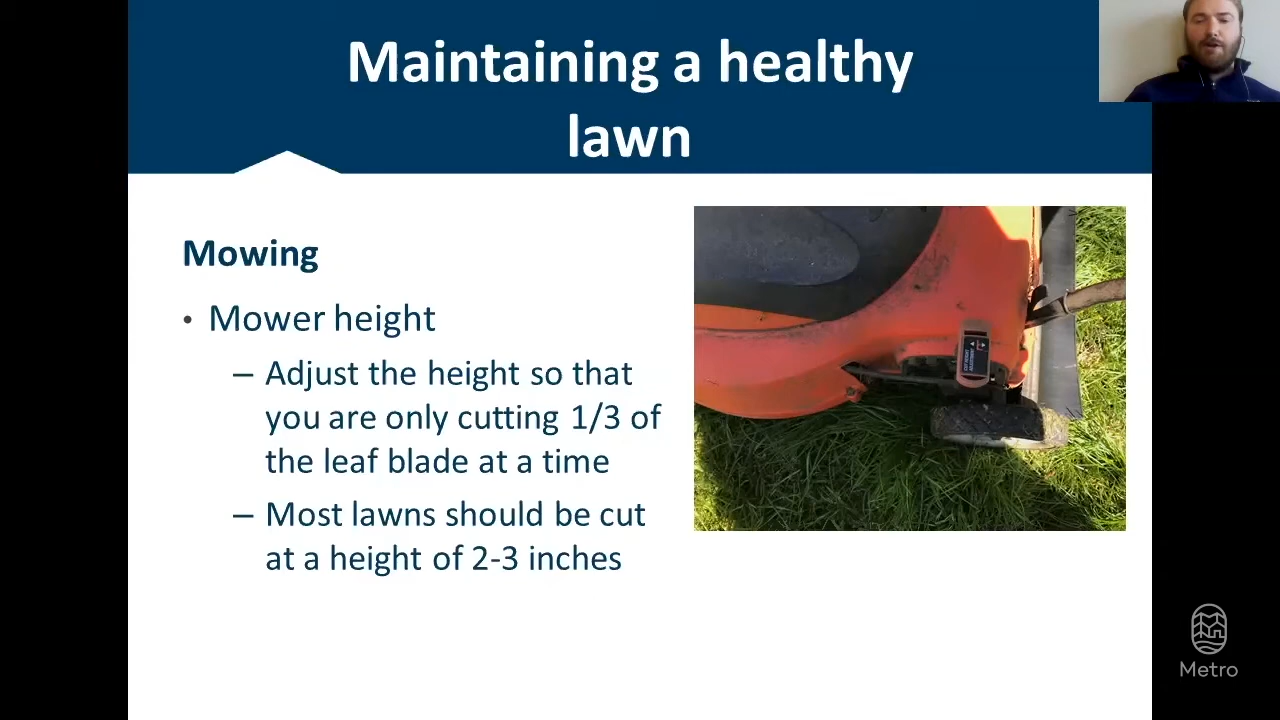 Maintaining a healthy
lawn
Mowing
• Mower height
– Adjust the height so that
you are only cutting 1/3 of
the leaf blade at a time
– Most lawns should be cut
at a height of 2-3 inches
Metro